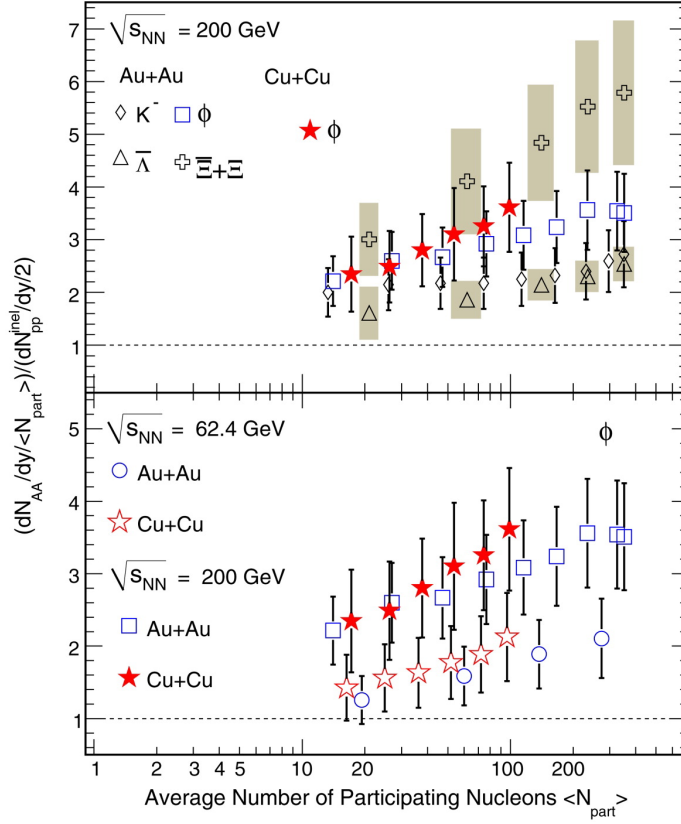 √s_NN = 200 GeV
Au+Au Cu+Cu
K⁻ ϕ ϕ
Λ̅ Ξ̅+Ξ
7
6
5
4
3
2
1
√s_NN = 62.4 GeV ϕ
Au+Au
Cu+Cu
√s_NN = 200 GeV
Au+Au
Cu+Cu
5
4
3
2
1
(dN_AA/dy/<N_part>)/(dN_pp^inel/dy/2)
1 2 3 4 5 10 20 100 200
Average Number of Participating Nucleons <N_part>